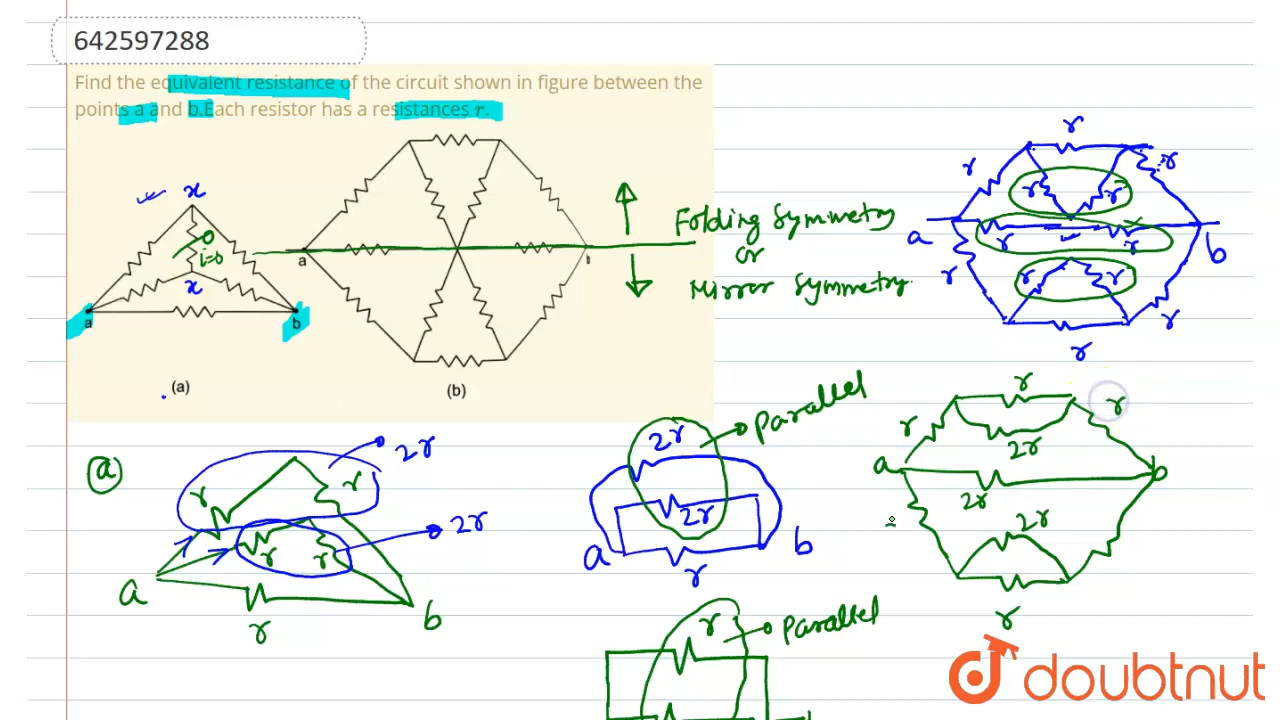 642597288
Find the equivalent resistance of the circuit shown in figure between the
points a and b.Each resistor has a resistances r.
x
0
i=0
x
a
b
(a)
a
(b)
Folding Symmetry
or
Mirror Symmetry.
r
r
r
r
r
a
r
r
b
r
r
r
r
r
a
r
r
2r
r
r
r
2r
a
b
r
2r
Parallel
2r
a
b
r
r
Parallel
r
r
r
2r
a
b
2r
2r
r
doubtnut